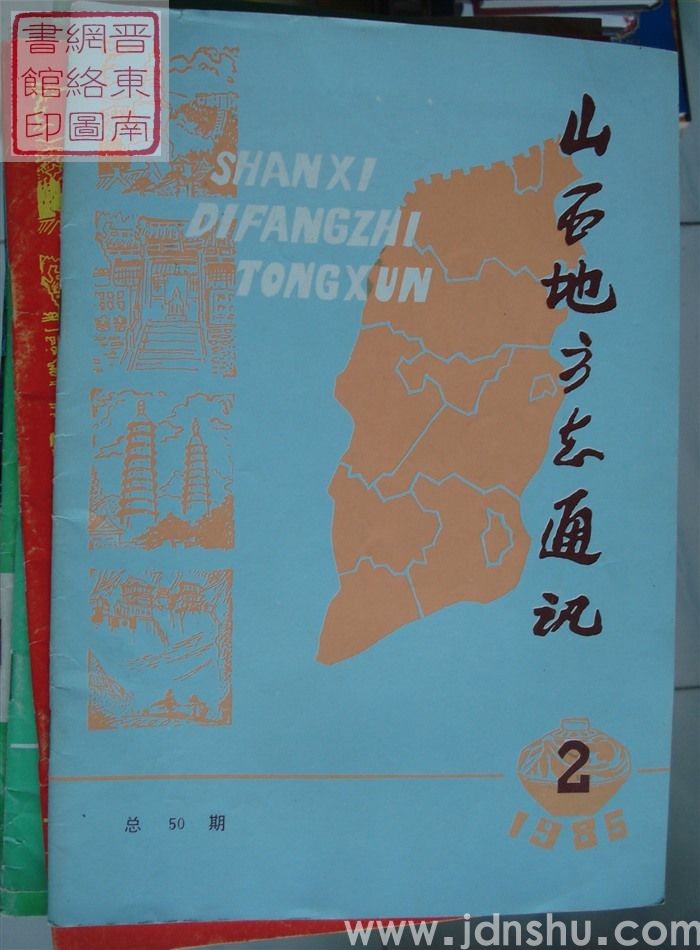 晋東南
網絡圖
書館印
SHANXI
DIFANGZHI
TONGXUN
山西地方志通讯
2
1985
总 50 期
www.jdnshu.com